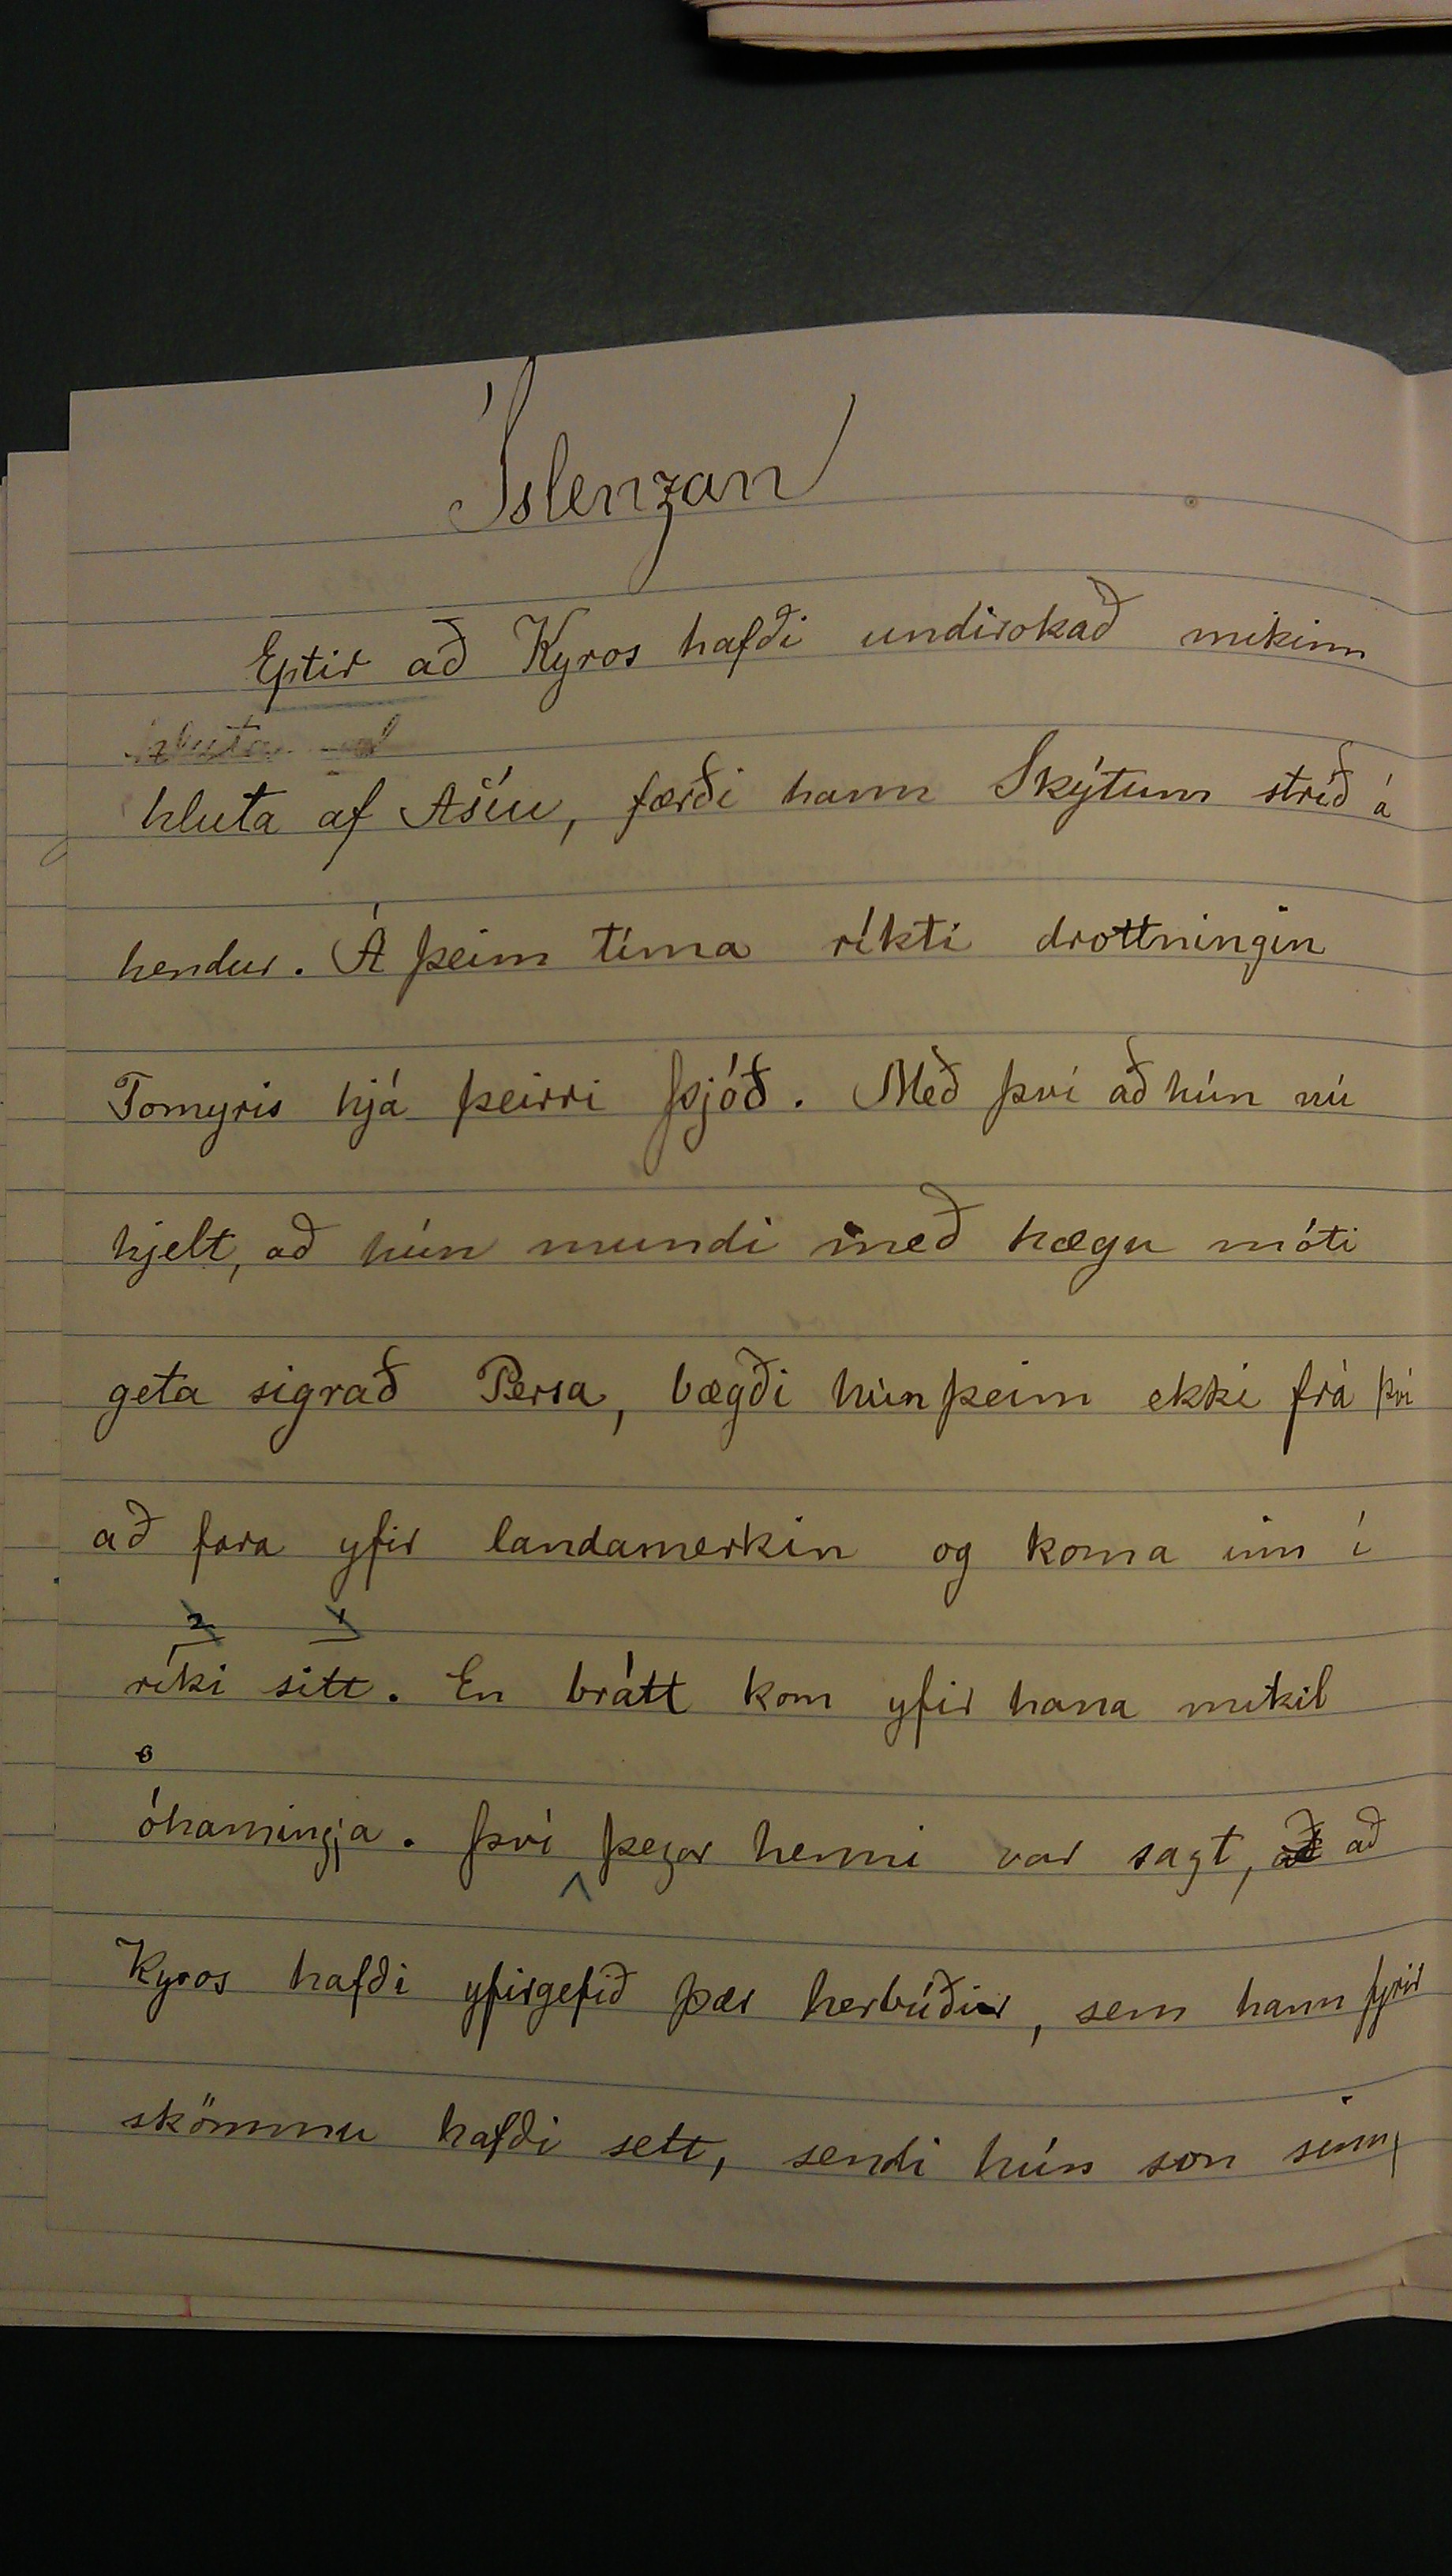 Íslenzan
Eptir að Kyros hafði undirokað mikinn
hluta af Asíu, færði hann Skýtum stríð á
hendur. Á þeim tíma ríkti drottningin
Tomyris hjá þeirri þjóð. Með því að hún nú
hjelt, að hún mundi með hægu móti
geta sigrað Persa, bægði hún þeim ekki frá því
að fara yfir landamerkin og koma inn í
2 1
ríki sitt. En brátt kom yfir hana mikil
óhamingja. Því þegar henni var sagt, að að
Kyros hafði yfirgefið þær herbúðir, sem hann fyrir
skömmu hafði sett, sendi hún son sinn,